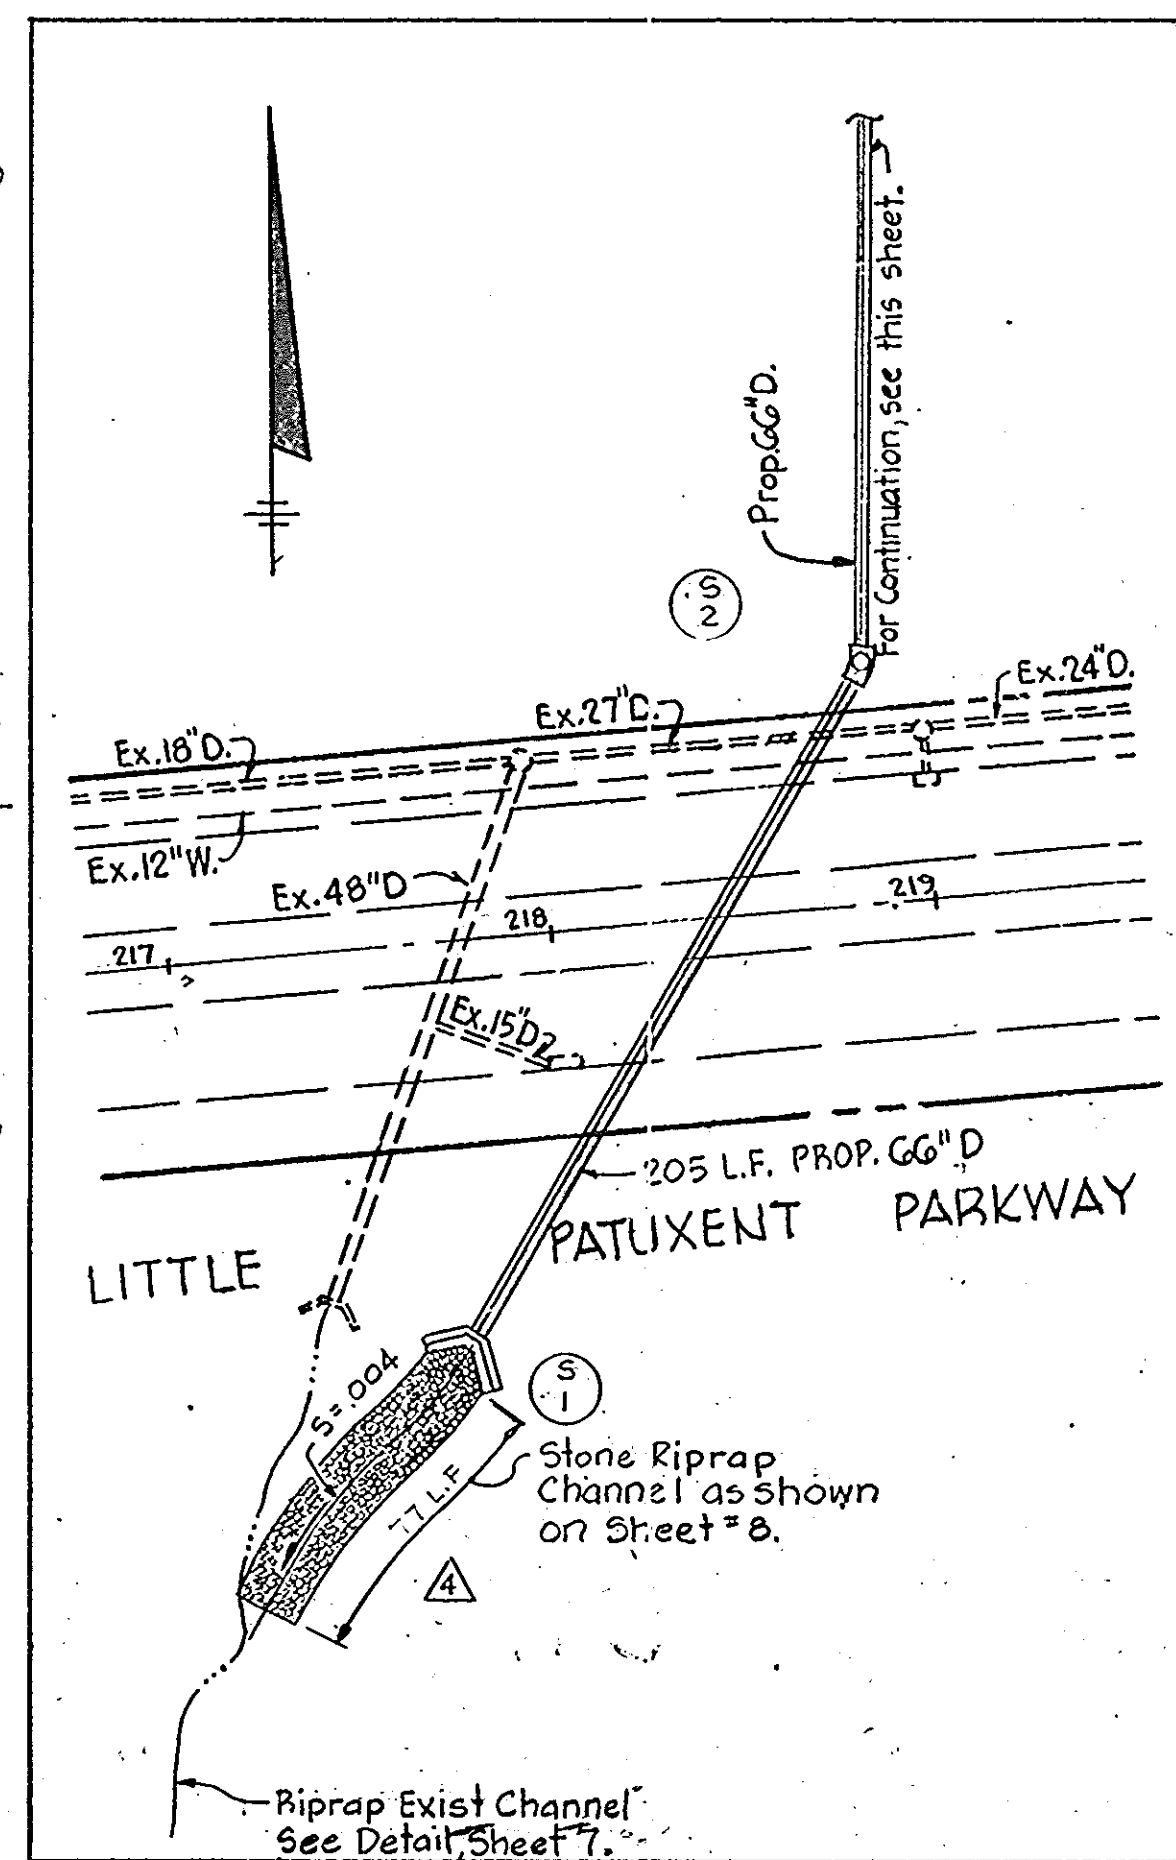 For Continuation, see this sheet.
Prop.66"D.
S
2
Ex.24"D.
Ex.27"D.
Ex.18"D.
Ex.12"W.
Ex.48"D
219
218
217
Ex.15"D
205 L.F. PROP. 66"D
LITTLE PATUXENT PARKWAY
S=.004
S
1
77 L.F
Stone Riprap
Channel as shown
on Sheet #8.
4
Riprap Exist Channel
See Detail, Sheet #7.